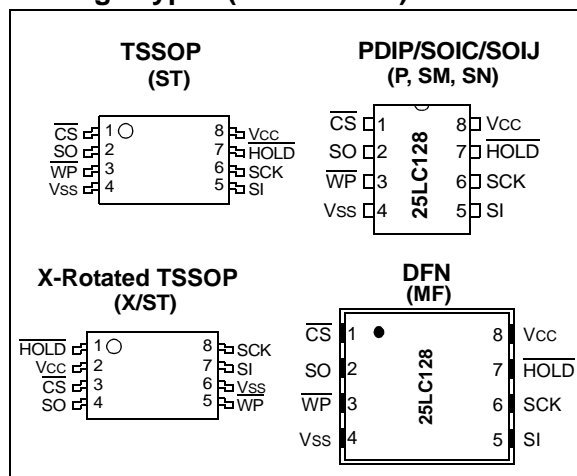 TSSOP
(ST)
CS 1 8 VCC
SO 2 7 HOLD
WP 3 6 SCK
VSS 4 5 SI
PDIP/SOIC/SOIJ
(P, SM, SN)
CS 1 8 VCC
SO 2 7 HOLD
WP 3 6 SCK
VSS 4 5 SI
25LC128
X-Rotated TSSOP
(X/ST)
HOLD 1 8 SCK
VCC 2 7 SI
CS 3 6 VSS
SO 4 5 WP
DFN
(MF)
CS 1 8 VCC
SO 2 7 HOLD
WP 3 6 SCK
VSS 4 5 SI
25LC128